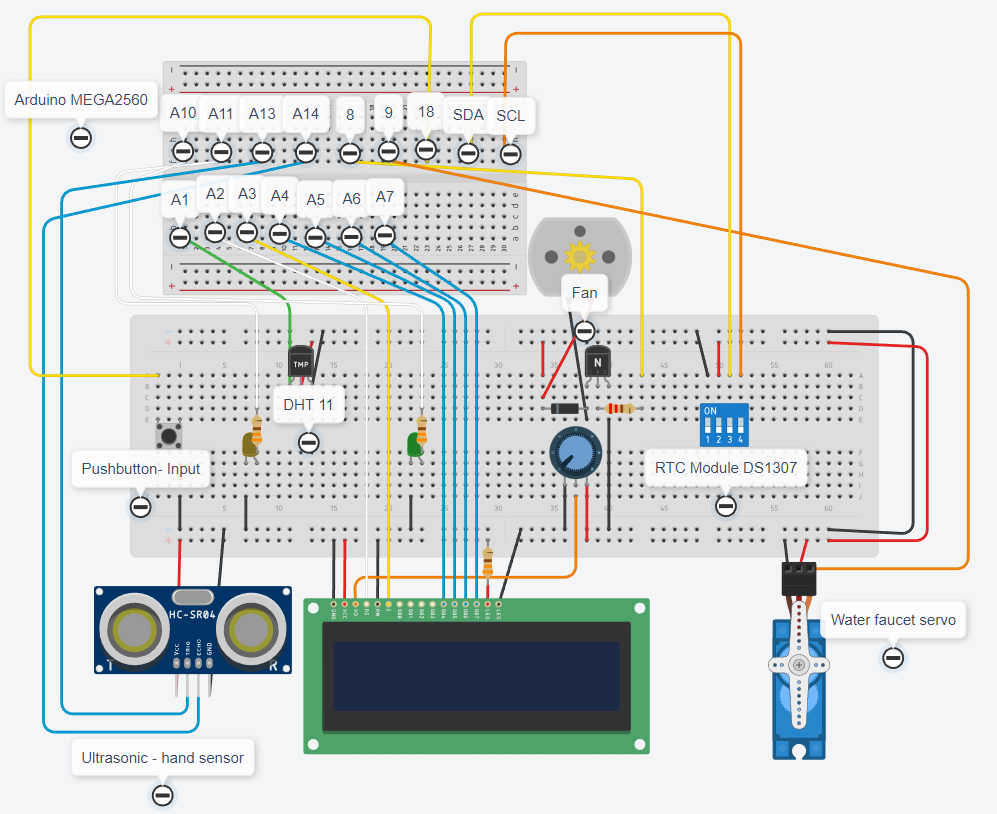 Arduino MEGA2560
A10
A11
A13
A14
8
9
18
SDA
SCL
A1
A2
A3
A4
A5
A6
A7
Fan
TMP
N
DHT 11
ON
1 2 3 4
Pushbutton- Input
RTC Module DS1307
HC-SR04
Vcc
TRIG
ECHO
GND
T
R
GND
VCC
Water faucet servo
Ultrasonic - hand sensor